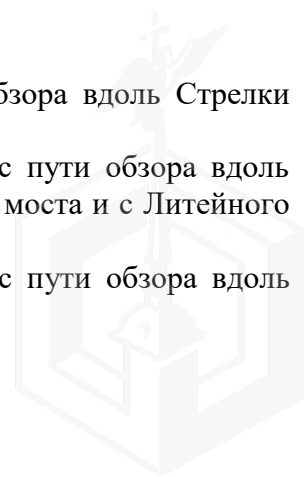 бзора вдоль Стрелки
с пути обзора вдоль
моста и с Литейного
с пути обзора вдоль